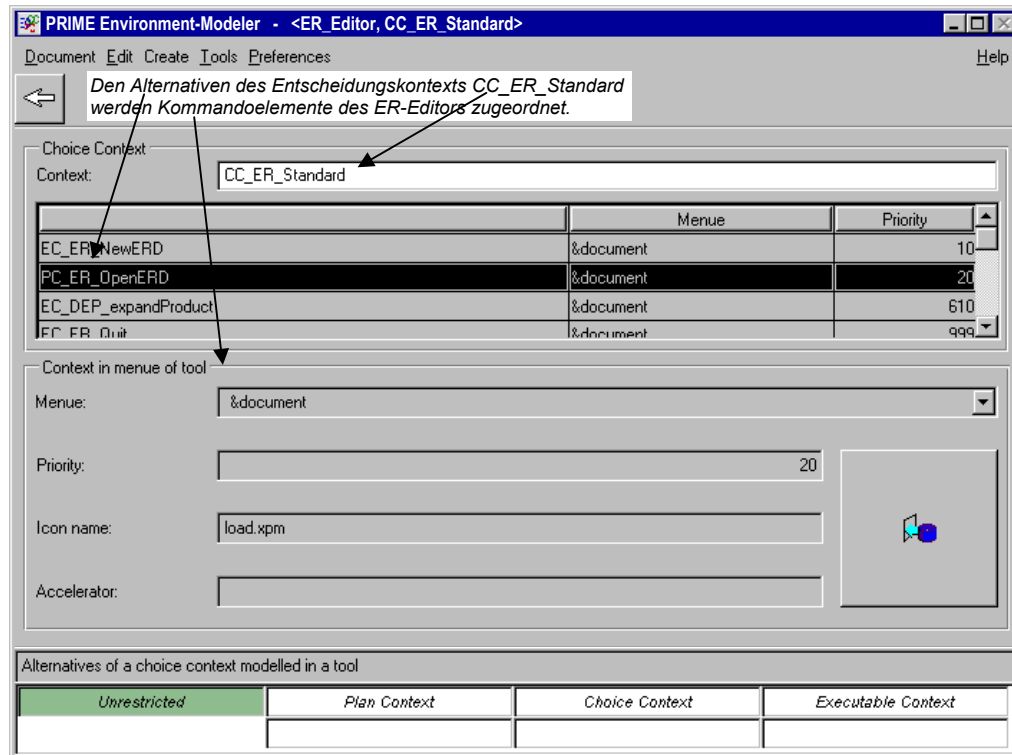 PRIME Environment-Modeler - <ER_Editor, CC_ER_Standard>
Document Edit Create Tools Preferences Help
Den Alternativen des Entscheidungskontexts CC_ER_Standard
werden Kommandoelemente des ER-Editors zugeordnet.
Choice Context
Context: CC_ER_Standard
Menue Priority
EC_ER_NewERD &document 10
PC_ER_OpenERD &document 20
EC_DEP_expandProduct &document 610
EC_ER_Quit &document 999
Context in menue of tool
Menue: &document
Priority: 20
Icon name: load.xpm
Accelerator:
Alternatives of a choice context modelled in a tool
Unrestricted Plan Context Choice Context Executable Context